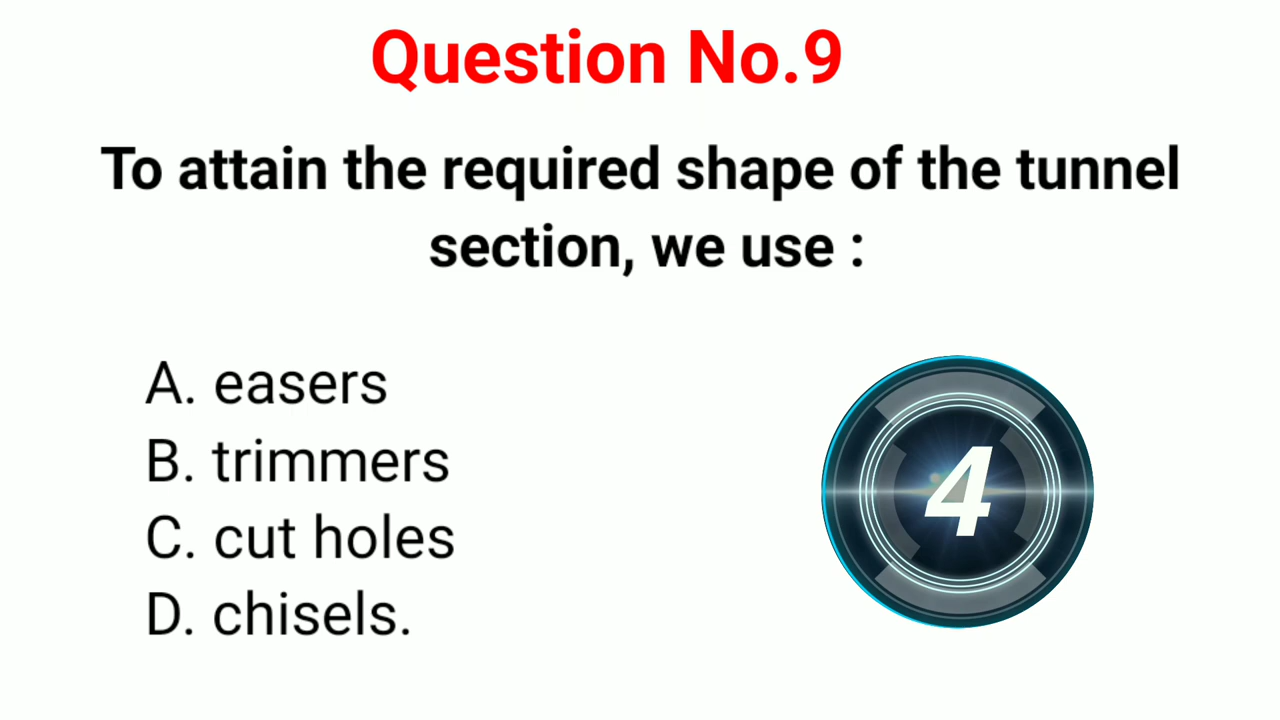 Question No.9
To attain the required shape of the tunnel
section, we use :
A. easers
B. trimmers
C. cut holes
D. chisels.
4